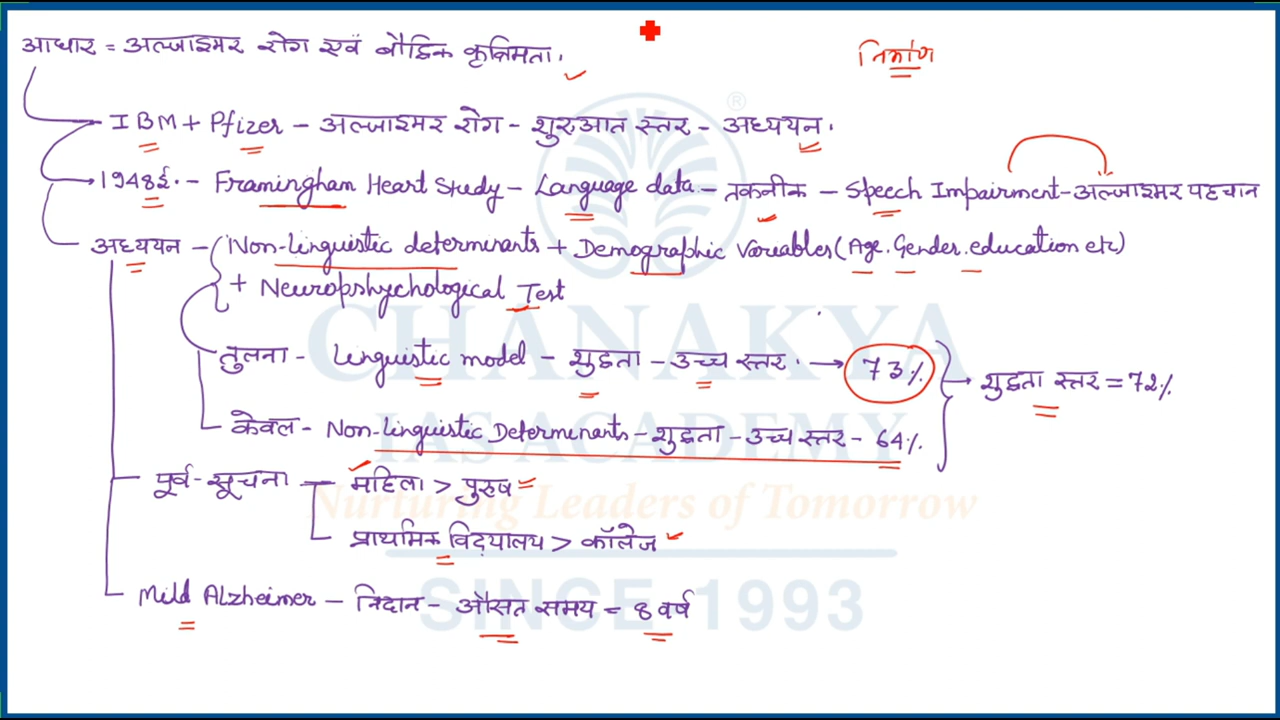 आधार = अल्जाइमर रोग एवं बौद्धिक कृत्रिमता.
निर्माण
IBM + Pfizer – अल्जाइमर रोग - शुरुआत स्तर - अध्ययन.
1948ई. - Framingham Heart Study – Language data – तकनीक – Speech Impairment - अल्जाइमर पहचान
अध्ययन – (Non-linguistic determinants + Demographic Variables (Age. Gender. education etc)
+ Neuropshychological Test
तुलना - Linguistic model – शुद्धता – उच्च स्तर. → 73%
→ शुद्धता स्तर = 72%
केवल - Non-linguistic Determinants – शुद्धता – उच्च स्तर - 64%
पूर्व-सूचना – महिला > पुरुष
प्राथमिक विद्यालय > कॉलेज
Mild Alzheimer – निदान - औसत समय = 8 वर्ष
®
CHANAKYA
IAS ACADEMY
Nurturing Leaders of Tomorrow
SINCE 1993